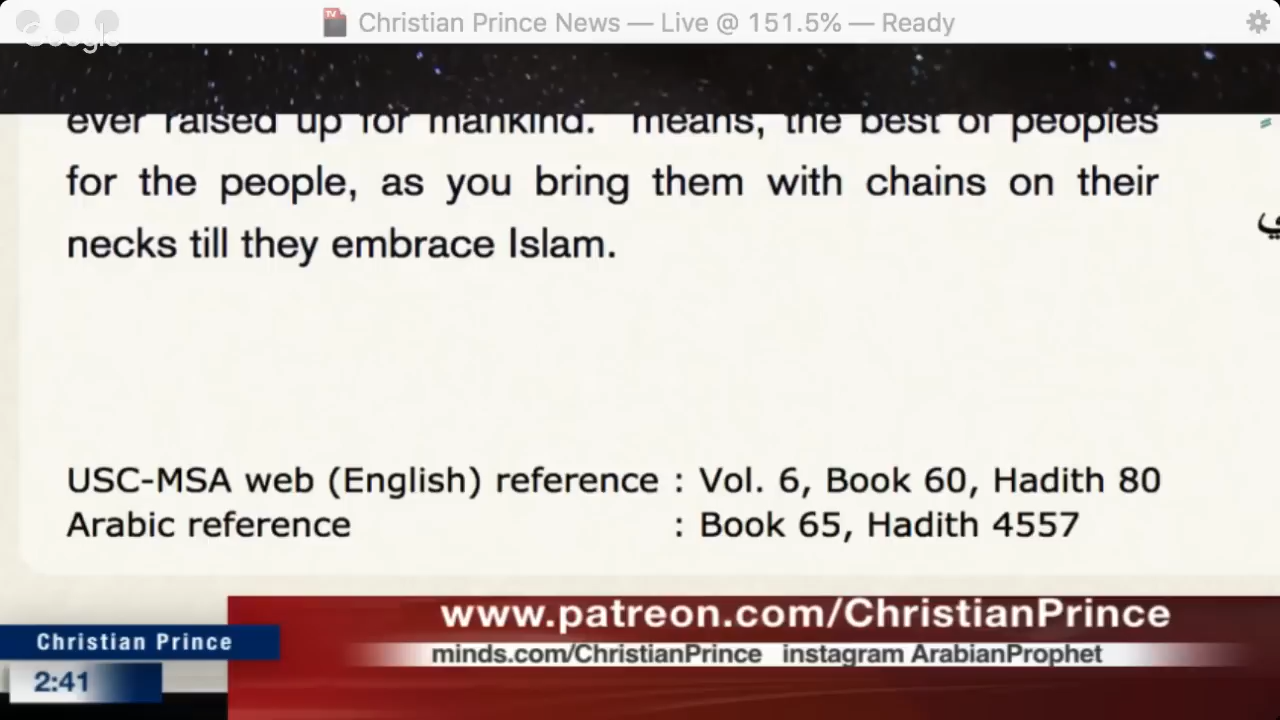 Christian Prince News — Live @ 151.5% — Ready
Google
ever raised up for mankind." means, the best of peoples
for the people, as you bring them with chains on their
necks till they embrace Islam.
USC-MSA web (English) reference : Vol. 6, Book 60, Hadith 80
Arabic reference : Book 65, Hadith 4557
www.patreon.com/ChristianPrince
Christian Prince
minds.com/ChristianPrince instagram ArabianProphet
2:41